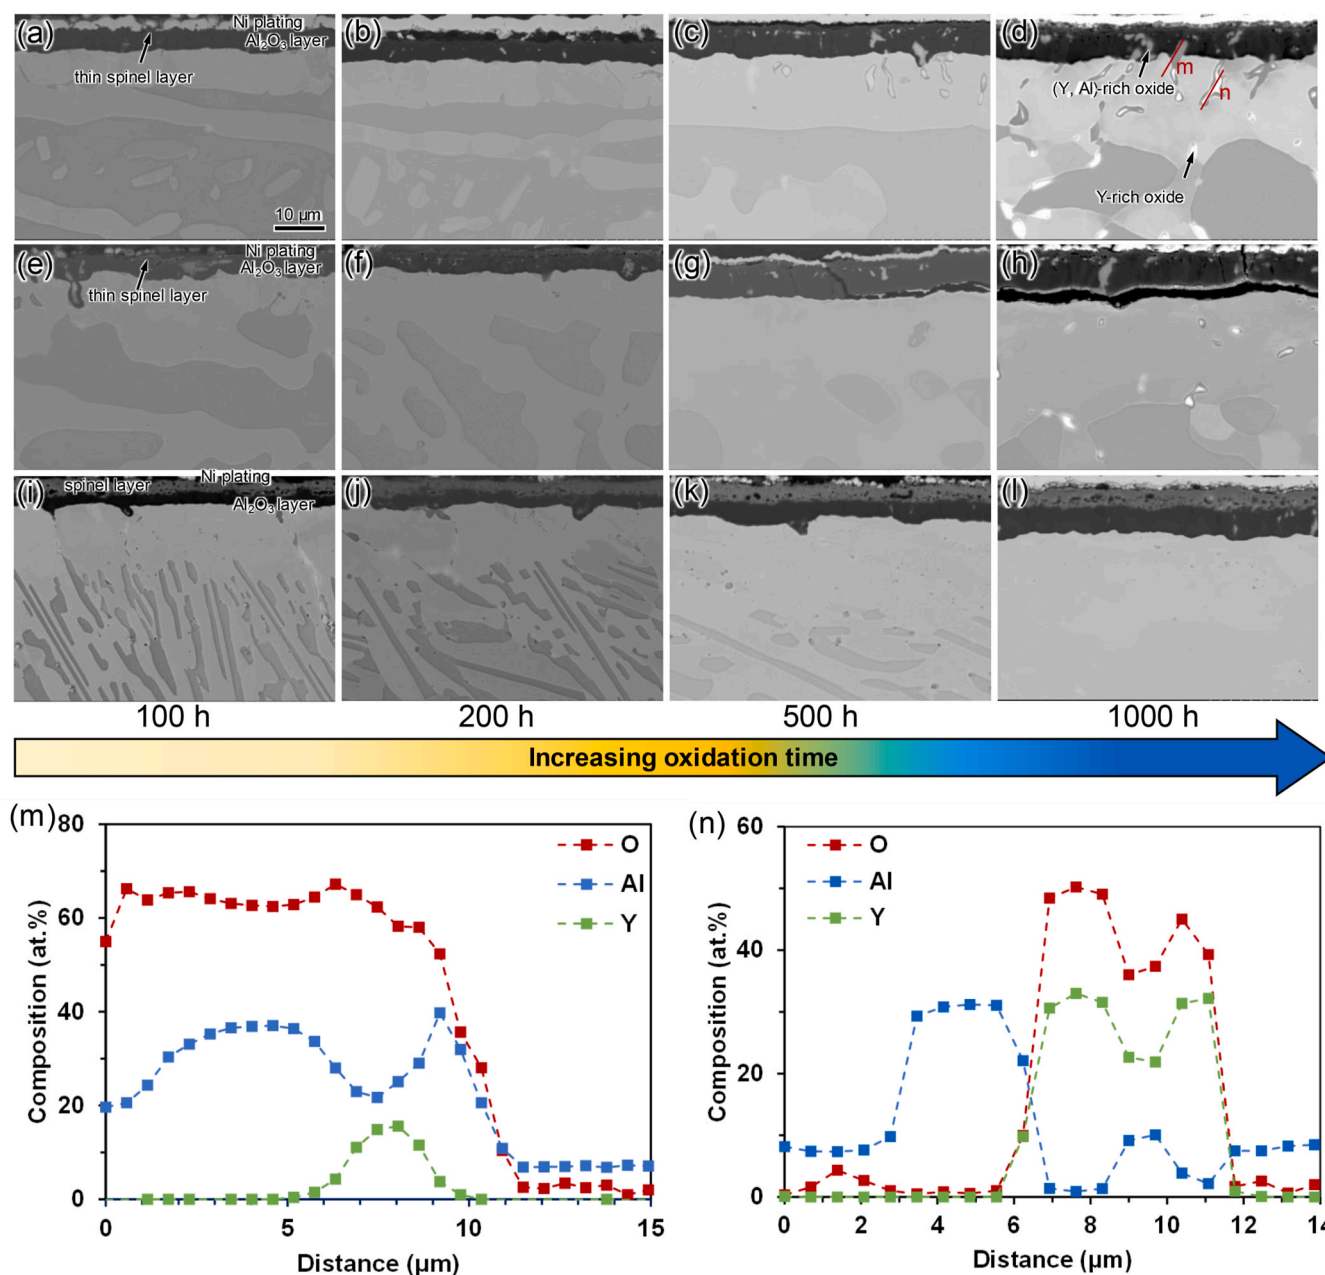 (a)
Ni plating
Al₂O₃ layer
thin spinel layer
10 µm
(b)
(c)
(d)
m
(Y, Al)-rich oxide
n
Y-rich oxide
(e)
Ni plating
Al₂O₃ layer
thin spinel layer
(f)
(g)
(h)
(i)
Ni plating
spinel layer
Al₂O₃ layer
(j)
(k)
(l)
100 h 200 h 500 h 1000 h
Increasing oxidation time
(m)
80
60
40
20
0
Composition (at.%)
O
Al
Y
0 5 10 15
Distance (µm)
(n)
60
40
20
0
Composition (at.%)
O
Al
Y
0 2 4 6 8 10 12 14
Distance (µm)